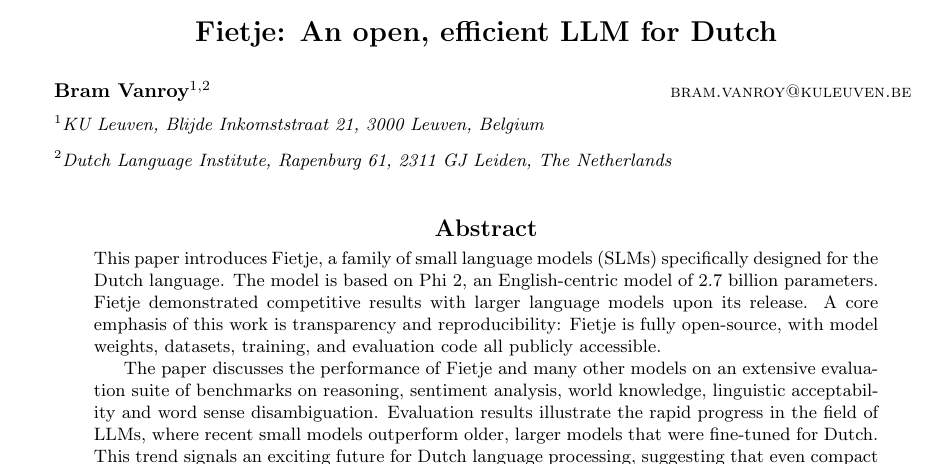 Fietje: An open, efficient LLM for Dutch
Bram Vanroy1,2 BRAM.VANROY@KULEUVEN.BE
1KU Leuven, Blijde Inkomststraat 21, 3000 Leuven, Belgium
2Dutch Language Institute, Rapenburg 61, 2311 GJ Leiden, The Netherlands
Abstract
This paper introduces Fietje, a family of small language models (SLMs) specifically designed for the
Dutch language. The model is based on Phi 2, an English-centric model of 2.7 billion parameters.
Fietje demonstrated competitive results with larger language models upon its release. A core
emphasis of this work is transparency and reproducibility: Fietje is fully open-source, with model
weights, datasets, training, and evaluation code all publicly accessible.
The paper discusses the performance of Fietje and many other models on an extensive evalua-
tion suite of benchmarks on reasoning, sentiment analysis, world knowledge, linguistic acceptabil-
ity and word sense disambiguation. Evaluation results illustrate the rapid progress in the field of
LLMs, where recent small models outperform older, larger models that were fine-tuned for Dutch.
This trend signals an exciting future for Dutch language processing, suggesting that even compact